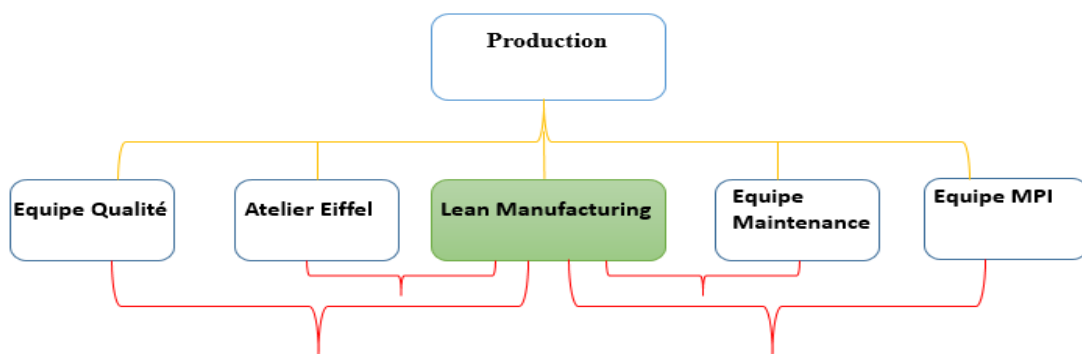 Production
Equipe Qualité
Atelier Eiffel
Lean Manufacturing
Equipe
Maintenance
Equipe MPI